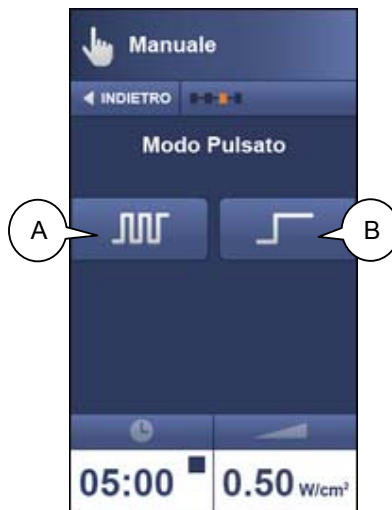 Manuale
INDIETRO
Modo Pulsato
A
B
05:00 0.50 W/cm²